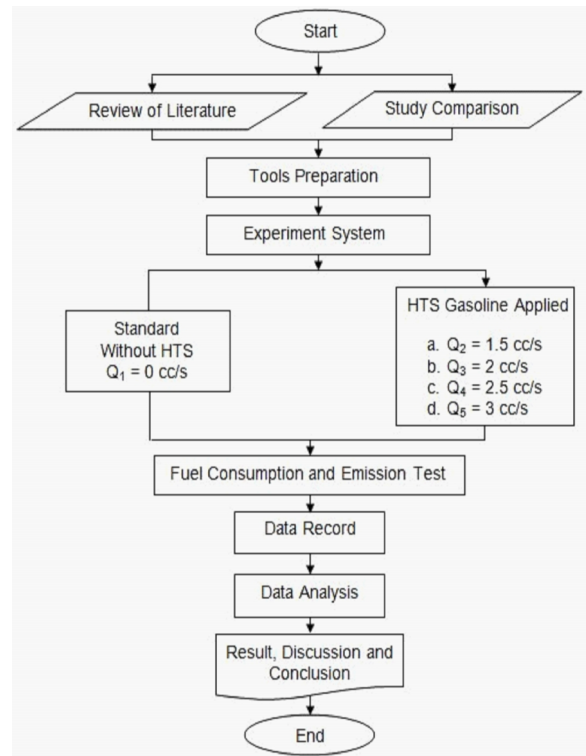 Start
Review of Literature
Study Comparison
Tools Preparation
Experiment System
Standard
Without HTS
Q₁ = 0 cc/s
HTS Gasoline Applied
a. Q₂ = 1.5 cc/s
b. Q₃ = 2 cc/s
c. Q₄ = 2.5 cc/s
d. Q₅ = 3 cc/s
Fuel Consumption and Emission Test
Data Record
Data Analysis
Result, Discussion and
Conclusion
End